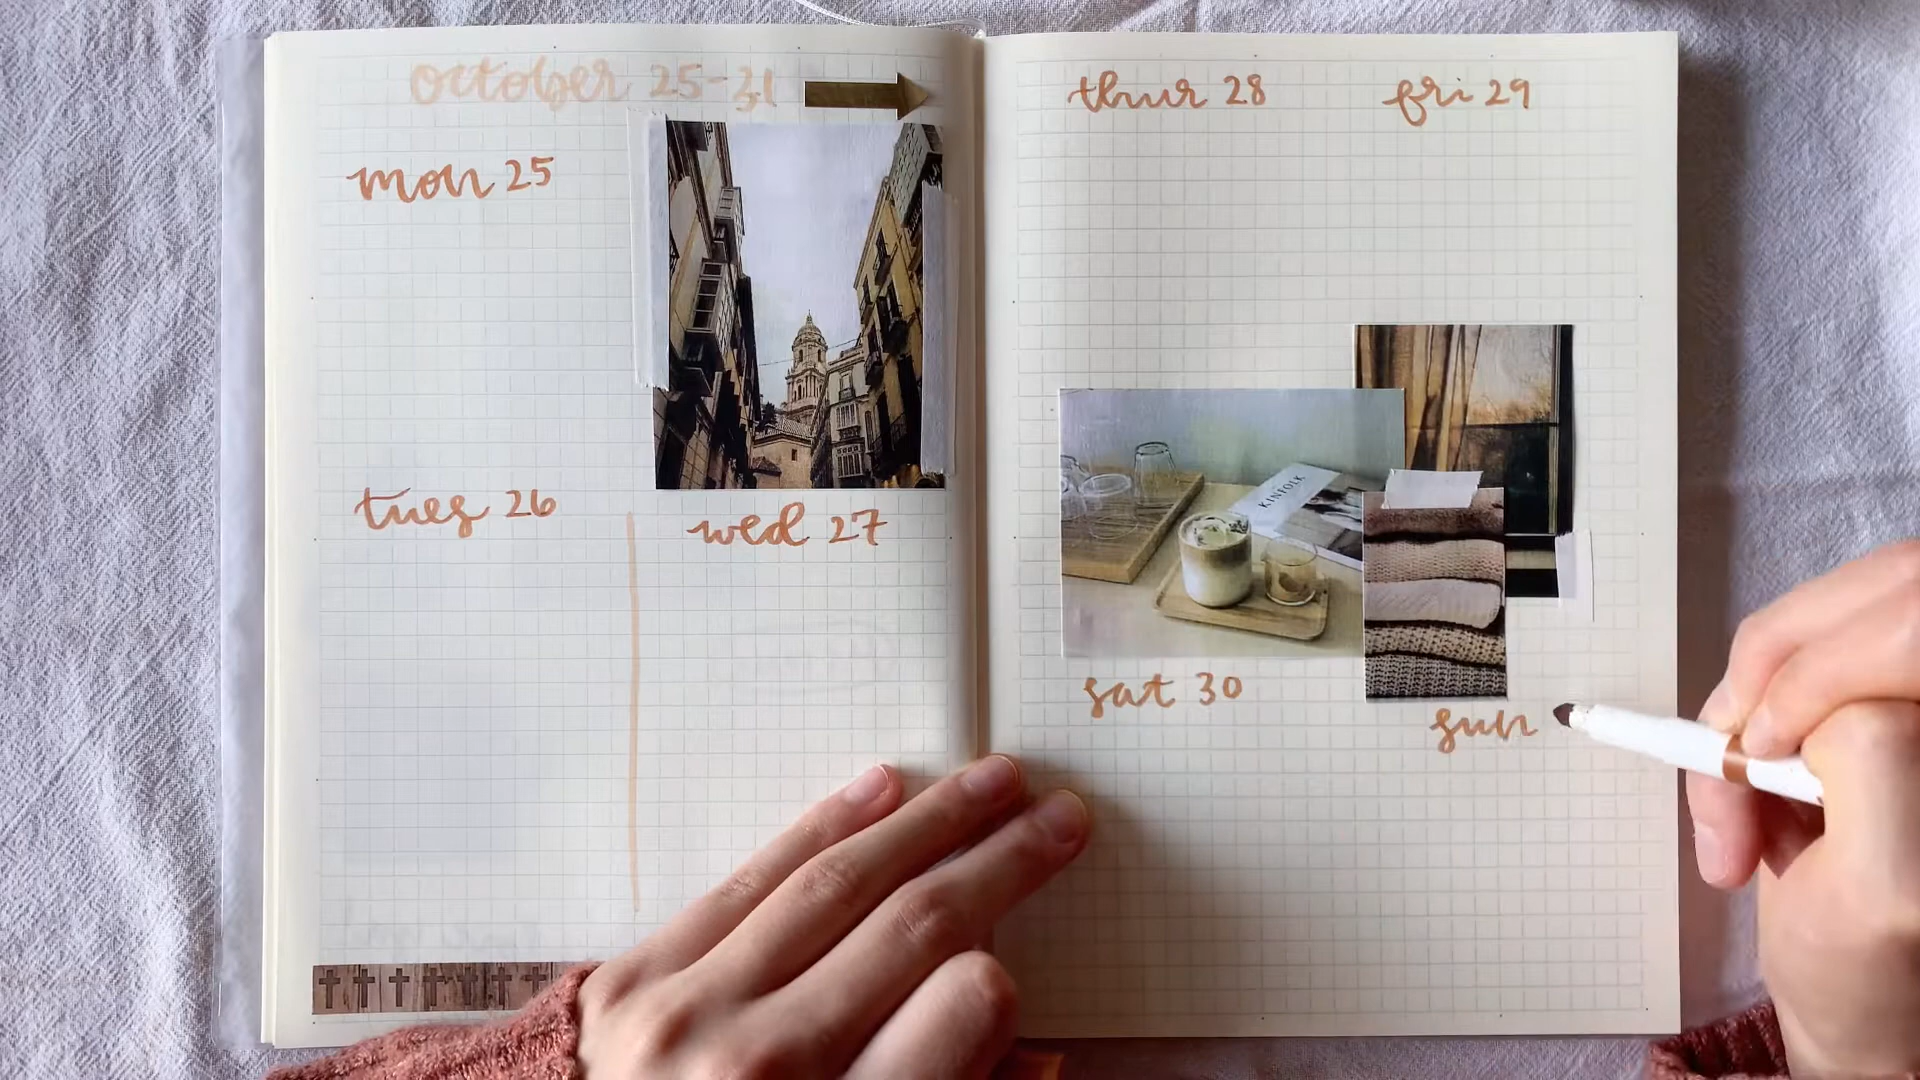 october 25-31
mon 25
tues 26
wed 27
thur 28
fri 29
KINFOLK
sat 30
sun